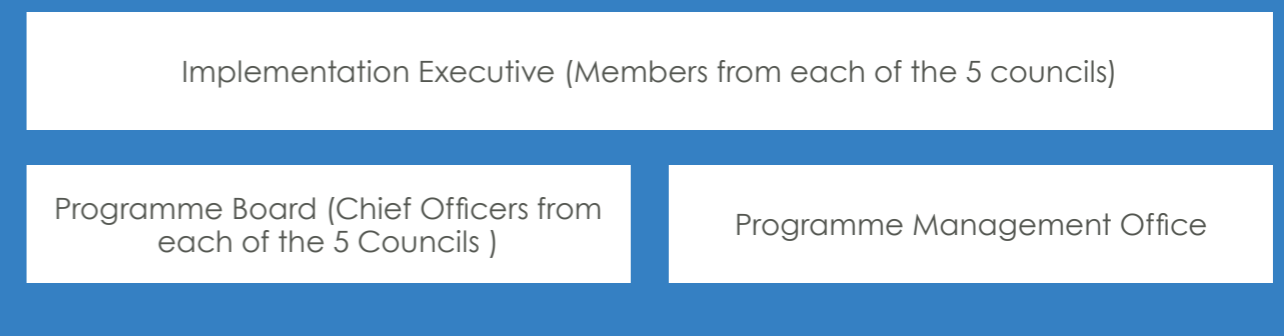 Implementation Executive (Members from each of the 5 councils)
Programme Board (Chief Officers from
each of the 5 Councils )
Programme Management Office